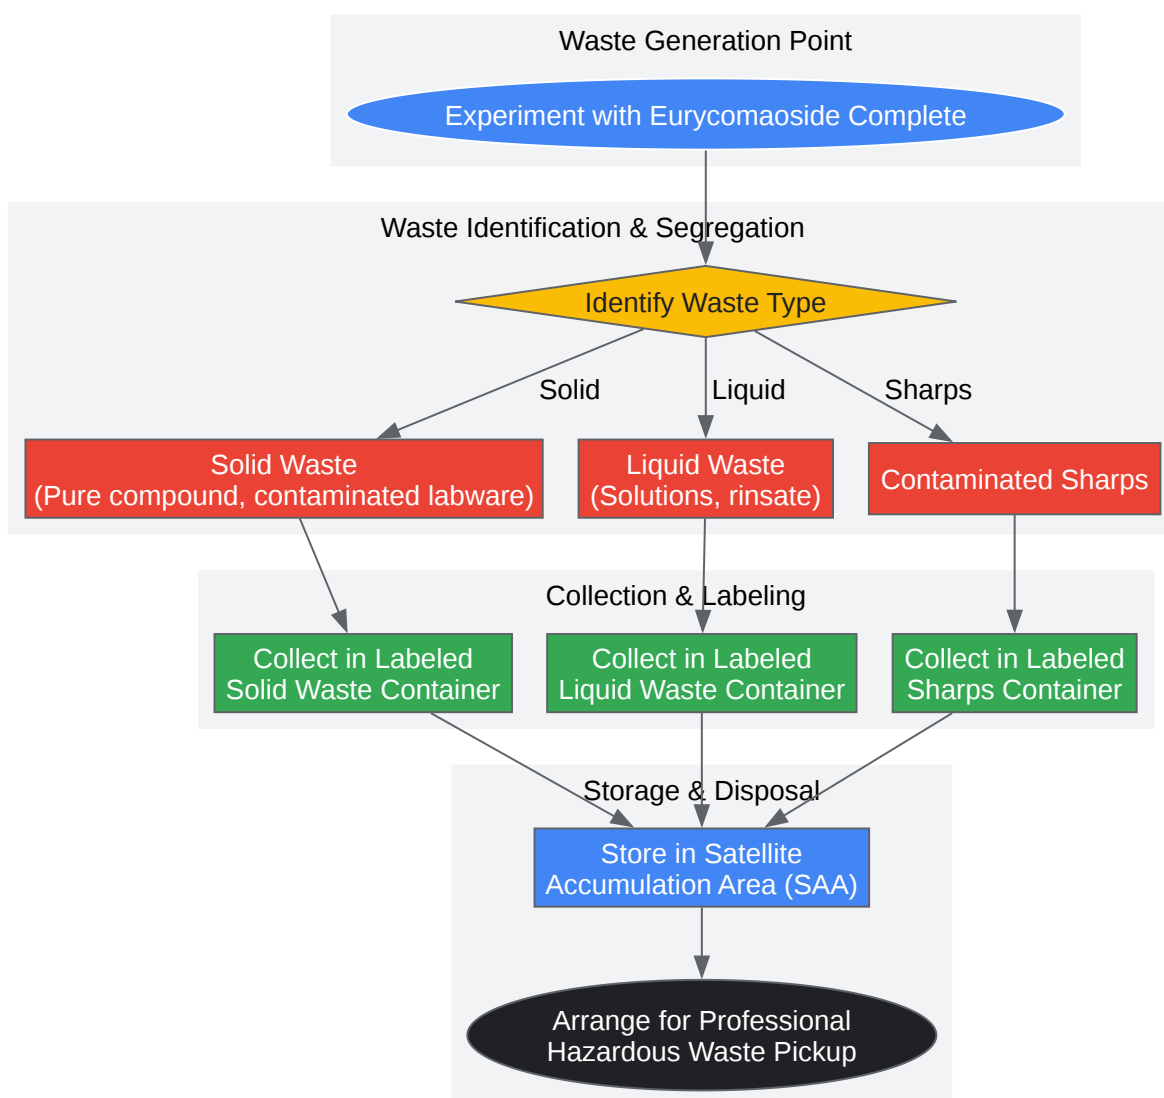 Waste Generation Point
Experiment with Eurycomaoside Complete
Waste Identification & Segregation
Identify Waste Type
Solid
Liquid
Sharps
Solid Waste
(Pure compound, contaminated labware)
Liquid Waste
(Solutions, rinsate)
Contaminated Sharps
Collection & Labeling
Collect in Labeled
Solid Waste Container
Collect in Labeled
Liquid Waste Container
Collect in Labeled
Sharps Container
Storage & Disposal
Store in Satellite
Accumulation Area (SAA)
Arrange for Professional
Hazardous Waste Pickup